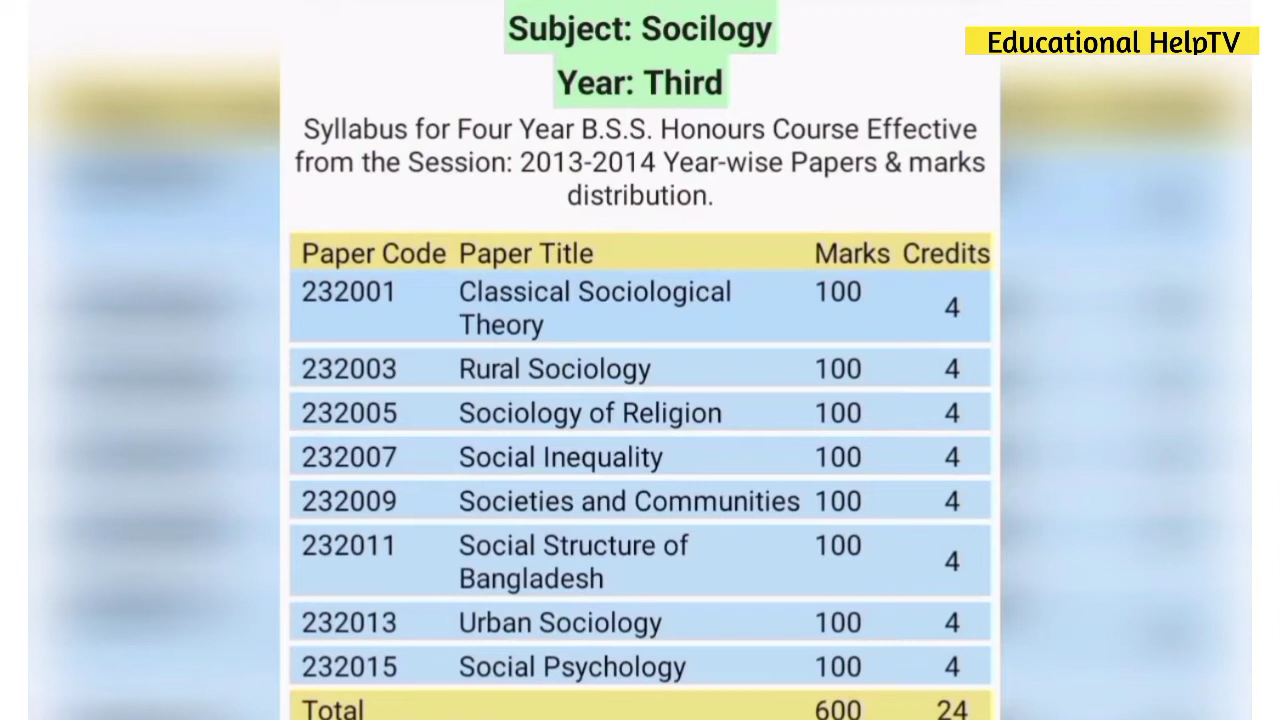 Subject: Socilogy
Educational HelpTV
Year: Third
Syllabus for Four Year B.S.S. Honours Course Effective
from the Session: 2013-2014 Year-wise Papers & marks
distribution.
Paper Code Paper Title Marks Credits
232001 Classical Sociological 100 4
Theory
232003 Rural Sociology 100 4
232005 Sociology of Religion 100 4
232007 Social Inequality 100 4
232009 Societies and Communities 100 4
232011 Social Structure of 100 4
Bangladesh
232013 Urban Sociology 100 4
232015 Social Psychology 100 4
Total 600 24